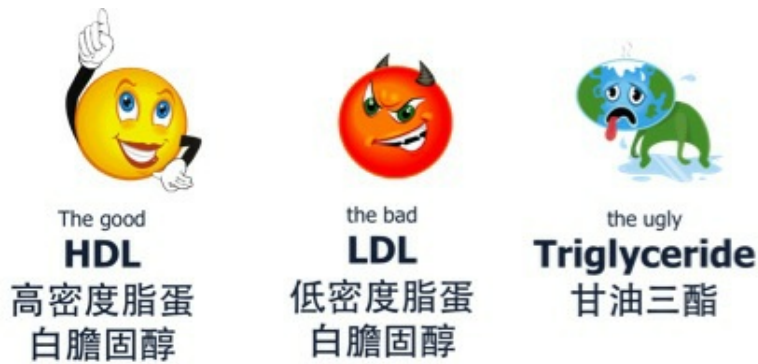 The good
HDL
高密度脂蛋
白膽固醇
the bad
LDL
低密度脂蛋
白膽固醇
the ugly
Triglyceride
甘油三酯